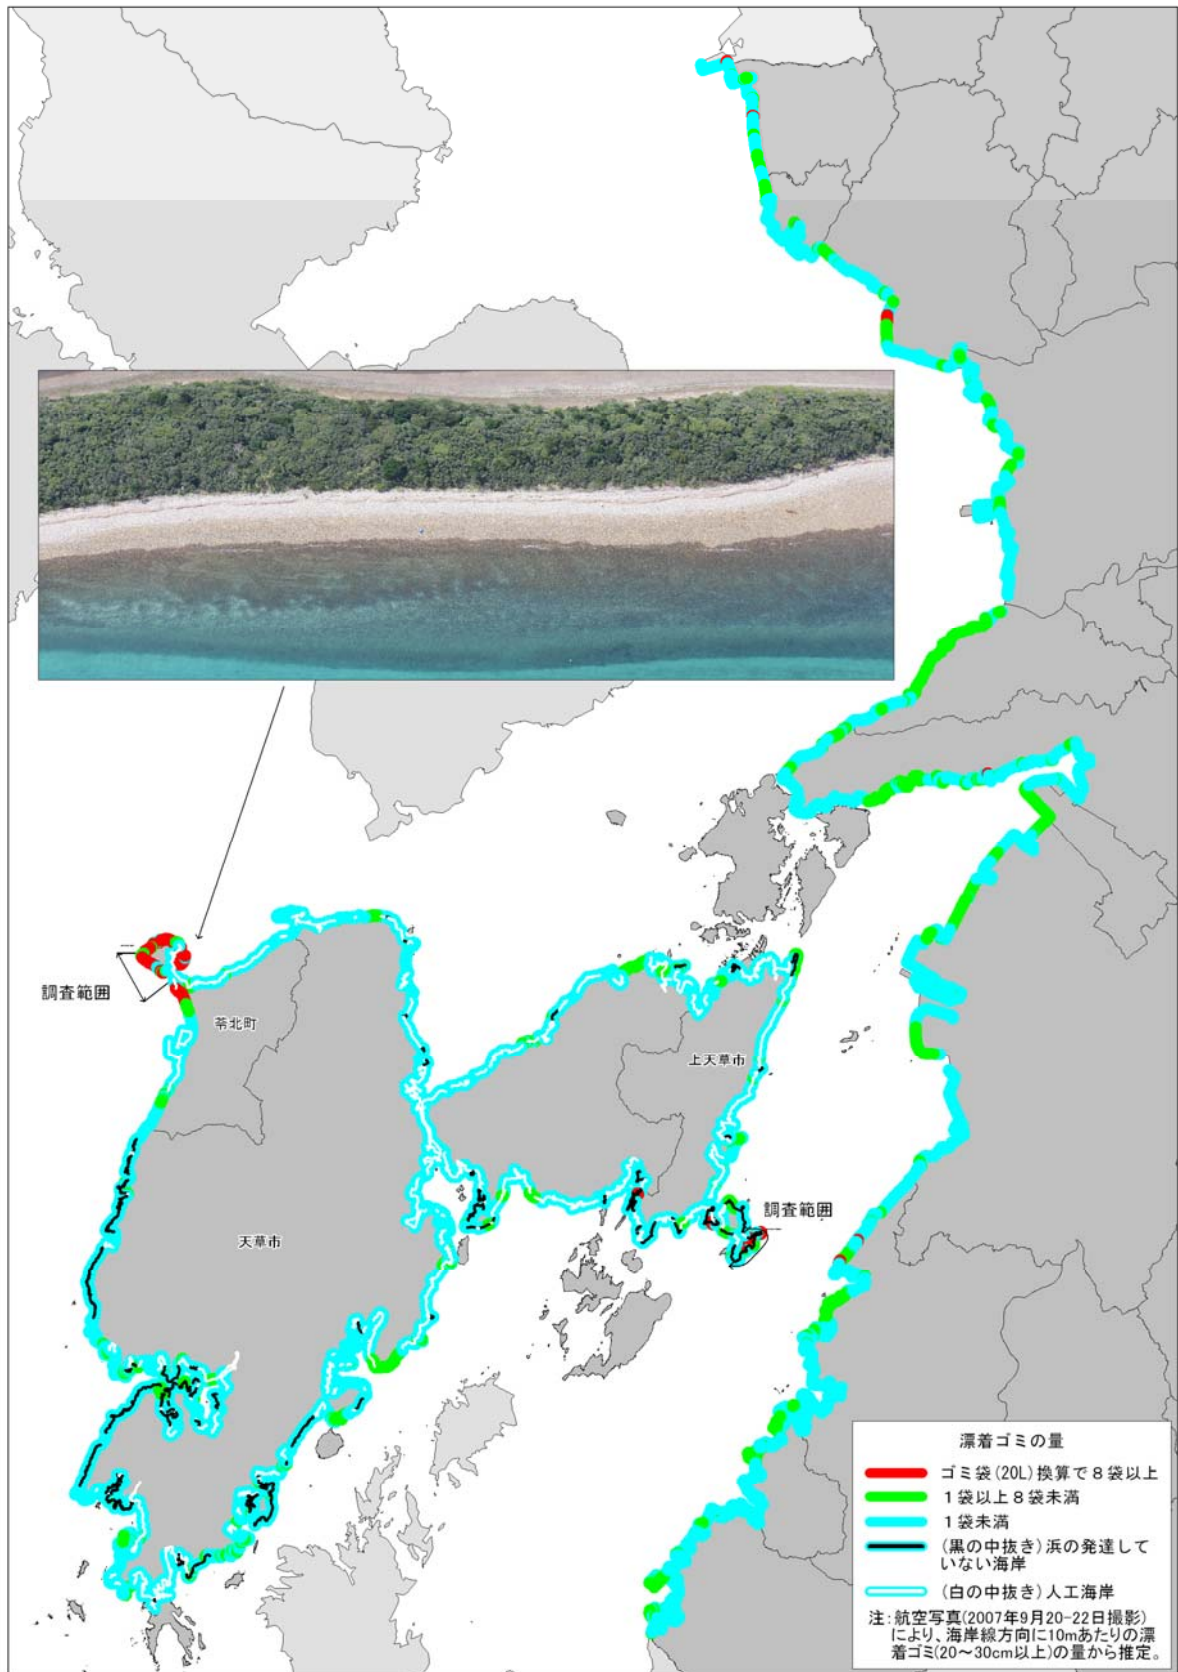 調査範囲
苓北町
上天草市
天草市
調査範囲
漂着ゴミの量
ゴミ袋(20L)換算で８袋以上
１袋以上８袋未満
１袋未満
(黒の中抜き)浜の発達して
いない海岸
(白の中抜き)人工海岸
注:航空写真(2007年9月20-22日撮影)
により、海岸線方向に10mあたりの漂
着ゴミ(20～30cm以上)の量から推定。